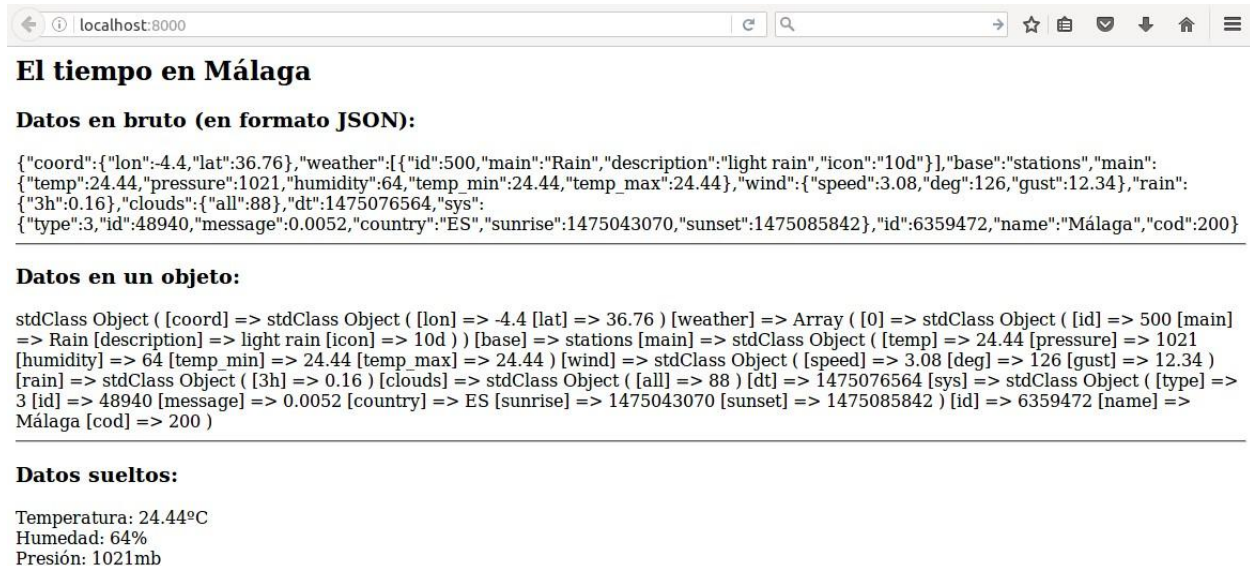 localhost:8000
El tiempo en Málaga
Datos en bruto (en formato JSON):
{"coord":{"lon":-4.4,"lat":36.76},"weather":[{"id":500,"main":"Rain","description":"light rain","icon":"10d"}],"base":"stations","main":
{"temp":24.44,"pressure":1021,"humidity":64,"temp_min":24.44,"temp_max":24.44},"wind":{"speed":3.08,"deg":126,"gust":12.34},"rain":
{"3h":0.16},"clouds":{"all":88},"dt":1475076564,"sys":
{"type":3,"id":48940,"message":0.0052,"country":"ES","sunrise":1475043070,"sunset":1475085842},"id":6359472,"name":"Málaga","cod":200}
Datos en un objeto:
stdClass Object ( [coord] => stdClass Object ( [lon] => -4.4 [lat] => 36.76 ) [weather] => Array ( [0] => stdClass Object ( [id] => 500 [main]
=> Rain [description] => light rain [icon] => 10d ) ) [base] => stations [main] => stdClass Object ( [temp] => 24.44 [pressure] => 1021
[humidity] => 64 [temp_min] => 24.44 [temp_max] => 24.44 ) [wind] => stdClass Object ( [speed] => 3.08 [deg] => 126 [gust] => 12.34 )
[rain] => stdClass Object ( [3h] => 0.16 ) [clouds] => stdClass Object ( [all] => 88 ) [dt] => 1475076564 [sys] => stdClass Object ( [type] =>
3 [id] => 48940 [message] => 0.0052 [country] => ES [sunrise] => 1475043070 [sunset] => 1475085842 ) [id] => 6359472 [name] =>
Málaga [cod] => 200 )
Datos sueltos:
Temperatura: 24.44ºC
Humedad: 64%
Presión: 1021mb